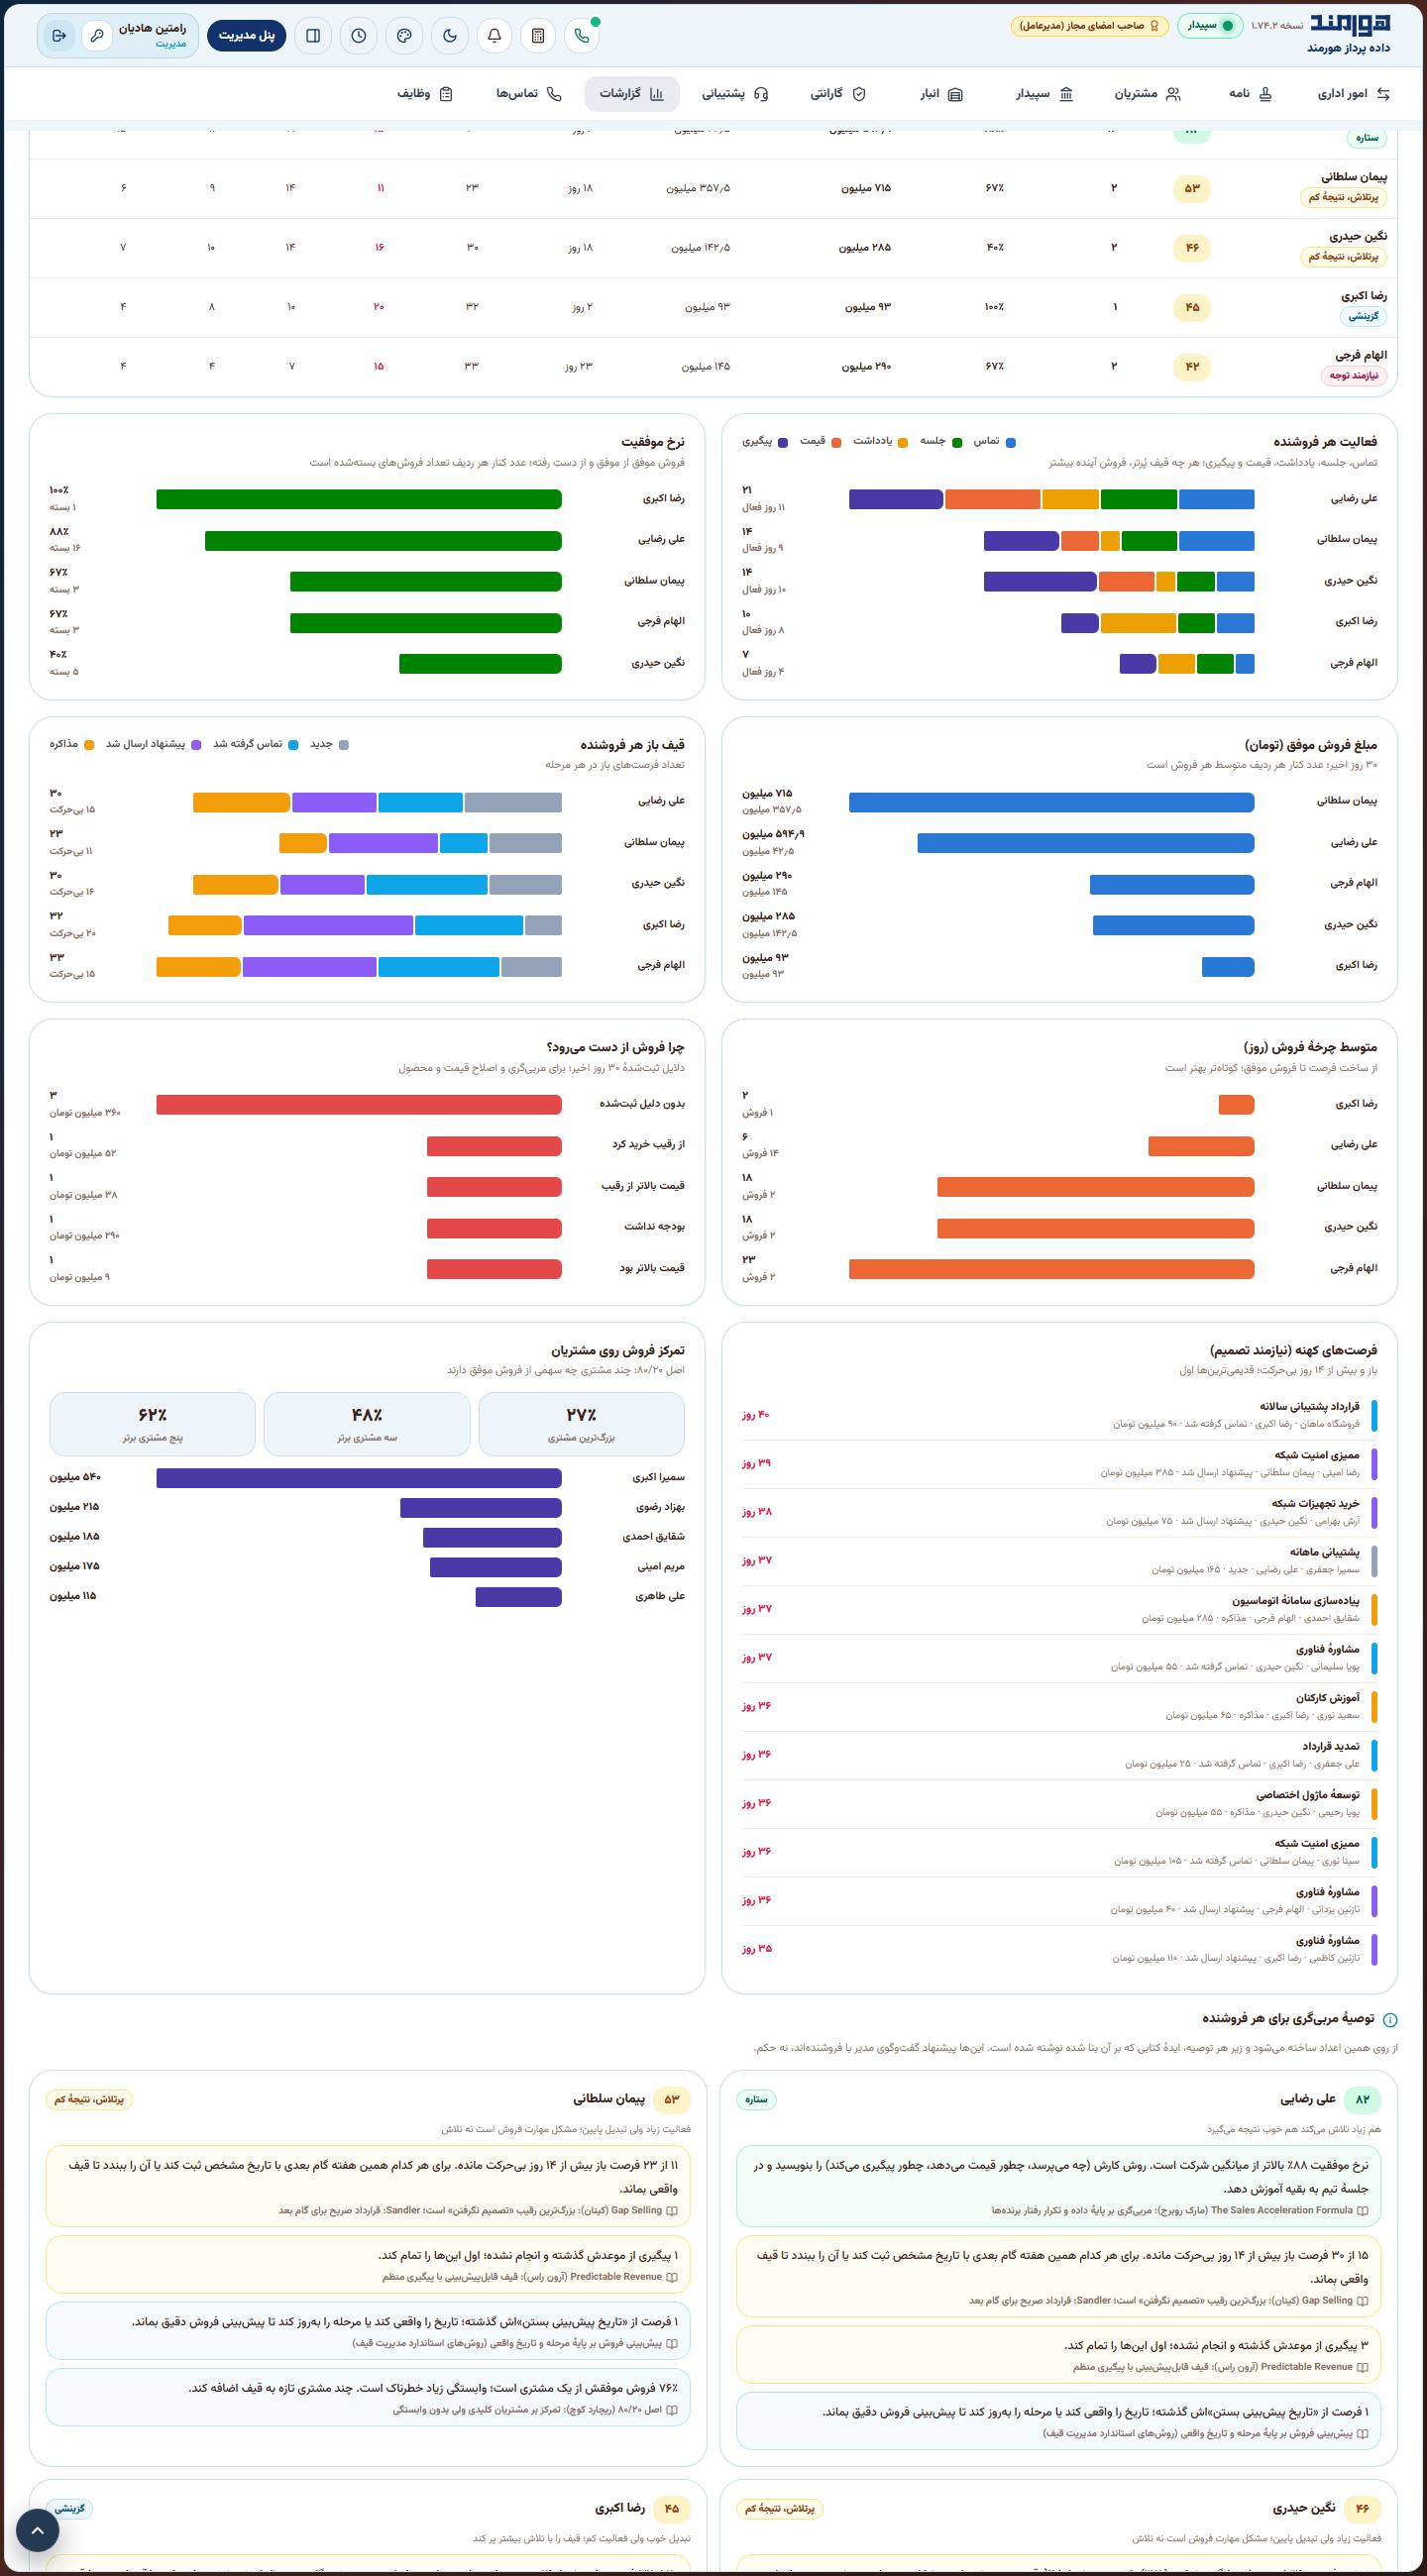 هورمند
داده پرداز هورمند
نسخه ۱.۷۴.۲
سپیدار
صاحب امضای مجاز (مدیرعامل)
پنل مدیریت
رامتین هادیان
مدیریت
امور اداری
نامه
مشتریان
سپیدار
انبار
گارانتی
پشتیبانی
گزارشات
تماس‌ها
وظایف
ستاره
پیمان سلطانی
پرتلاش، نتیجهٔ کم
۵۳ ۲ ۶۷٪ ۷۱۵ میلیون ۳۵۷٫۵ میلیون ۱۸ روز ۲۳ ۱۱ ۱۴ ۹ ۶
نگین حیدری
پرتلاش، نتیجهٔ کم
۴۶ ۲ ۴۰٪ ۲۸۵ میلیون ۱۴۲٫۵ میلیون ۱۸ روز ۳۰ ۱۶ ۱۴ ۱۰ ۷
رضا اکبری
گزینشی
۴۵ ۱ ۱۰۰٪ ۹۳ میلیون ۹۳ میلیون ۲ روز ۳۲ ۲۰ ۱۰ ۸ ۴
الهام فرجی
نیازمند توجه
۴۲ ۲ ۶۷٪ ۲۹۰ میلیون ۱۴۵ میلیون ۲۳ روز ۳۳ ۱۵ ۷ ۴ ۴
فعالیت هر فروشنده
تماس جلسه یادداشت قیمت پیگیری
تماس، جلسه، یادداشت، قیمت و پیگیری؛ هر چه قیف پُرتر، فروش آینده بیشتر
علی رضایی ۲۱
۱۱ روز فعال
پیمان سلطانی ۱۴
۹ روز فعال
نگین حیدری ۱۴
۱۰ روز فعال
رضا اکبری ۱۰
۸ روز فعال
الهام فرجی ۷
۴ روز فعال
نرخ موفقیت
فروش موفق از موفق و از دست رفته؛ عدد کنار هر ردیف تعداد فروش‌های بسته‌شده است
رضا اکبری ۱۰۰٪
۱ بسته
علی رضایی ۸۸٪
۱۶ بسته
پیمان سلطانی ۶۷٪
۳ بسته
الهام فرجی ۶۷٪
۳ بسته
نگین حیدری ۴۰٪
۵ بسته
مبلغ فروش موفق (تومان)
۳۰ روز اخیر؛ عدد کنار هر ردیف متوسط هر فروش است
پیمان سلطانی ۷۱۵ میلیون
۳۵۷٫۵ میلیون
علی رضایی ۵۹۴٫۹ میلیون
۴۲٫۵ میلیون
الهام فرجی ۲۹۰ میلیون
۱۴۵ میلیون
نگین حیدری ۲۸۵ میلیون
۱۴۲٫۵ میلیون
رضا اکبری ۹۳ میلیون
۹۳ میلیون
قیف باز هر فروشنده
جدید تماس گرفته شد پیشنهاد ارسال شد مذاکره
تعداد فرصت‌های باز در هر مرحله
علی رضایی ۳۰
۱۵ بی‌حرکت
پیمان سلطانی ۲۳
۱۱ بی‌حرکت
نگین حیدری ۳۰
۱۶ بی‌حرکت
رضا اکبری ۳۲
۲۰ بی‌حرکت
الهام فرجی ۳۳
۱۵ بی‌حرکت
متوسط چرخهٔ فروش (روز)
از ساخت فرصت تا فروش موفق؛ کوتاه‌تر بهتر است
رضا اکبری ۲
۱ فروش
علی رضایی ۶
۱۴ فروش
پیمان سلطانی ۱۸
۲ فروش
نگین حیدری ۱۸
۲ فروش
الهام فرجی ۲۳
۲ فروش
چرا فروش از دست می‌رود؟
دلایل ثبت‌شدهٔ ۳۰ روز اخیر؛ برای مربی‌گری و اصلاح قیمت و محصول
بدون دلیل ثبت‌شده ۳
۳۶۰ میلیون تومان
از رقیب خرید کرد ۱
۵۲ میلیون تومان
قیمت بالاتر از رقیب ۱
۳۸ میلیون تومان
بودجه نداشت ۱
۲۹۰ میلیون تومان
قیمت بالاتر بود ۱
۹ میلیون تومان
فرصت‌های کهنه (نیازمند تصمیم)
باز و بیش از ۱۴ روز بی‌حرکت؛ قدیمی‌ترین‌ها اول
قرارداد پشتیبانی سالانه ۴۰ روز
فروشگاه ماهان · رضا اکبری · تماس گرفته شد · ۹۰ میلیون تومان
ممیزی امنیت شبکه ۳۹ روز
رضا امینی · پیمان سلطانی · پیشنهاد ارسال شد · ۳۸۵ میلیون تومان
خرید تجهیزات شبکه ۳۸ روز
آرش بهرامی · نگین حیدری · پیشنهاد ارسال شد · ۷۵ میلیون تومان
پشتیبانی ماهانه ۳۷ روز
سمیرا جعفری · علی رضایی · جدید · ۱۶۵ میلیون تومان
پیاده‌سازی سامانهٔ اتوماسیون ۳۷ روز
شقایق احمدی · الهام فرجی · مذاکره · ۲۸۵ میلیون تومان
مشاورهٔ فناوری ۳۷ روز
پویا سلیمانی · نگین حیدری · تماس گرفته شد · ۵۵ میلیون تومان
آموزش کارکنان ۳۶ روز
سعید نوری · رضا اکبری · مذاکره · ۶۵ میلیون تومان
تمدید قرارداد ۳۶ روز
علی جعفری · رضا اکبری · تماس گرفته شد · ۲۵ میلیون تومان
توسعهٔ ماژول اختصاصی ۳۶ روز
پویا رحیمی · نگین حیدری · مذاکره · ۵۵ میلیون تومان
ممیزی امنیت شبکه ۳۶ روز
سینا نوری · پیمان سلطانی · تماس گرفته شد · ۱۰۵ میلیون تومان
مشاورهٔ فناوری ۳۶ روز
نازنین یزدانی · الهام فرجی · پیشنهاد ارسال شد · ۴۰ میلیون تومان
مشاورهٔ فناوری ۳۵ روز
نازنین کاظمی · رضا اکبری · پیشنهاد ارسال شد · ۱۱۰ میلیون تومان
تمرکز فروش روی مشتریان
اصل ۸۰/۲۰: چند مشتری چه سهمی از فروش موفق دارند
۲۷٪ ۴۸٪ ۶۲٪
بزرگ‌ترین مشتری سه مشتری برتر پنج مشتری برتر
سمیرا اکبری ۵۴۰ میلیون
بهزاد رضوی ۲۱۵ میلیون
شقایق احمدی ۱۸۵ میلیون
مریم امینی ۱۷۵ میلیون
علی طاهری ۱۱۵ میلیون
توصیهٔ مربی‌گری برای هر فروشنده
از روی همین اعداد ساخته می‌شود و زیر هر توصیه، ایدهٔ کتابی که بر آن بنا شده نوشته شده است. این‌ها پیشنهاد گفت‌وگوی مدیر با فروشنده‌اند، نه حکم.
۸۲ علی رضایی ستاره
هم زیاد تلاش می‌کند هم خوب نتیجه می‌گیرد
نرخ موفقیت ۸۸٪ بالاتر از میانگین شرکت است. روش کارش (چه می‌پرسد، چطور قیمت می‌دهد، چطور پیگیری می‌کند) را بنویسید و در
جلسهٔ تیم به بقیه آموزش دهد.
The Sales Acceleration Formula (مارک روبرج): مربی‌گری بر پایهٔ داده و تکرار رفتار برنده‌ها
۱۵ از ۳۰ فرصت باز بیش از ۱۴ روز بی‌حرکت مانده. برای هر کدام همین هفته گام بعدی با تاریخ مشخص ثبت کند یا آن را ببندد تا قیف
واقعی بماند.
Gap Selling (کینان): بزرگ‌ترین رقیب «تصمیم نگرفتن» است؛ Sandler: قرارداد صریح برای گام بعد
۳ پیگیری از موعدش گذشته و انجام نشده؛ اول این‌ها را تمام کند.
Predictable Revenue (آرون راس): قیف قابل‌پیش‌بینی با پیگیری منظم
۱ فرصت از «تاریخ پیش‌بینی بستن»اش گذشته؛ تاریخ را واقعی کند یا مرحله را به‌روز کند تا پیش‌بینی فروش دقیق بماند.
پیش‌بینی فروش بر پایهٔ مرحله و تاریخ واقعی (روش‌های استاندارد مدیریت قیف)
۵۳ پیمان سلطانی پرتلاش، نتیجهٔ کم
فعالیت زیاد ولی تبدیل پایین؛ مشکل مهارت فروش است نه تلاش
۱۱ از ۲۳ فرصت باز بیش از ۱۴ روز بی‌حرکت مانده. برای هر کدام همین هفته گام بعدی با تاریخ مشخص ثبت کند یا آن را ببندد تا قیف
واقعی بماند.
Gap Selling (کینان): بزرگ‌ترین رقیب «تصمیم نگرفتن» است؛ Sandler: قرارداد صریح برای گام بعد
۱ پیگیری از موعدش گذشته و انجام نشده؛ اول این‌ها را تمام کند.
Predictable Revenue (آرون راس): قیف قابل‌پیش‌بینی با پیگیری منظم
۱ فرصت از «تاریخ پیش‌بینی بستن»اش گذشته؛ تاریخ را واقعی کند یا مرحله را به‌روز کند تا پیش‌بینی فروش دقیق بماند.
پیش‌بینی فروش بر پایهٔ مرحله و تاریخ واقعی (روش‌های استاندارد مدیریت قیف)
۷۶٪ فروش موفقش از یک مشتری است؛ وابستگی زیاد خطرناک است. چند مشتری تازه به قیف اضافه کند.
اصل ۸۰/۲۰ (ریچارد کوچ): تمرکز بر مشتریان کلیدی ولی بدون وابستگی
۴۶ نگین حیدری پرتلاش، نتیجهٔ کم
فعالیت زیاد ولی تبدیل پایین؛ مشکل مهارت فروش است نه تلاش
۴۵ رضا اکبری گزینشی
تبدیل خوب ولی فعالیت کم؛ قیف را با تلاش بیشتر پر کند